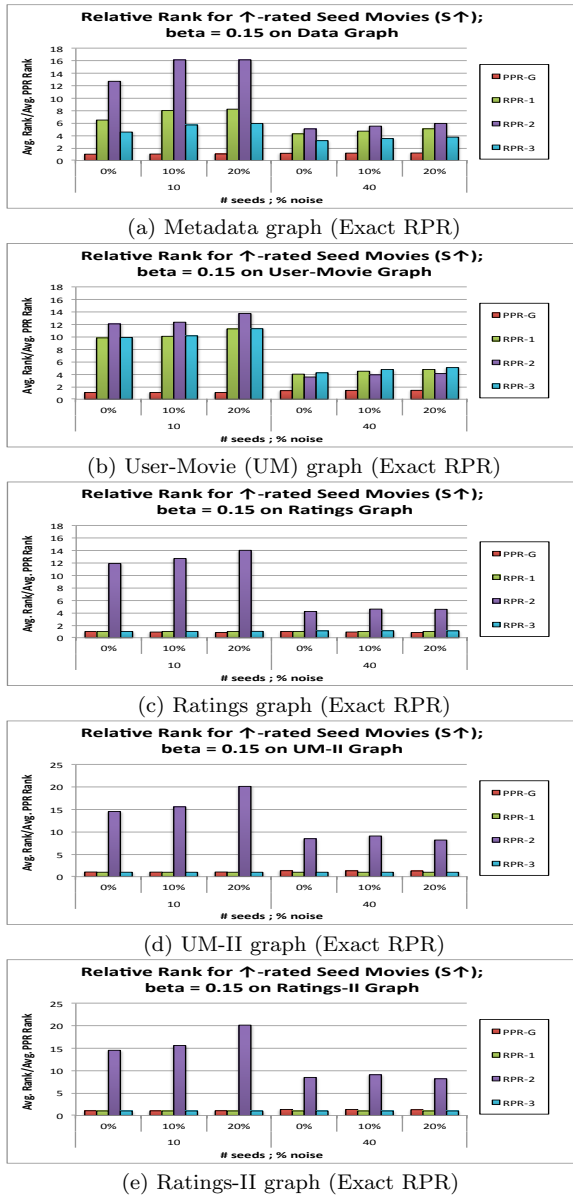 Relative Rank for ↑-rated Seed Movies (S↑);
beta = 0.15 on Data Graph
Avg. Rank/Avg. PPR Rank
18
16
14
12
10
8
6
4
2
0
0% 10% 20% 0% 10% 20%
10 40
# seeds ; % noise
PPR-G
RPR-1
RPR-2
RPR-3
(a) Metadata graph (Exact RPR)
Relative Rank for ↑-rated Seed Movies (S↑);
beta = 0.15 on User-Movie Graph
Avg. Rank/Avg. PPR Rank
18
16
14
12
10
8
6
4
2
0
0% 10% 20% 0% 10% 20%
10 40
# seeds ; % noise
PPR-G
RPR-1
RPR-2
RPR-3
(b) User-Movie (UM) graph (Exact RPR)
Relative Rank for ↑-rated Seed Movies (S↑);
beta = 0.15 on Ratings Graph
Avg. Rank/Avg. PPR Rank
18
16
14
12
10
8
6
4
2
0
0% 10% 20% 0% 10% 20%
10 40
# seeds ; % noise
PPR-G
RPR-1
RPR-2
RPR-3
(c) Ratings graph (Exact RPR)
Relative Rank for ↑-rated Seed Movies (S↑);
beta = 0.15 on UM-II Graph
Avg. Rank/Avg. PPR Rank
25
20
15
10
5
0
0% 10% 20% 0% 10% 20%
10 40
# seeds ; % noise
PPR-G
RPR-1
RPR-2
RPR-3
(d) UM-II graph (Exact RPR)
Relative Rank for ↑-rated Seed Movies (S↑);
beta = 0.15 on Ratings-II Graph
Avg. Rank/Avg. PPR Rank
25
20
15
10
5
0
0% 10% 20% 0% 10% 20%
10 40
# seeds ; % noise
PPR-G
RPR-1
RPR-2
RPR-3
(e) Ratings-II graph (Exact RPR)